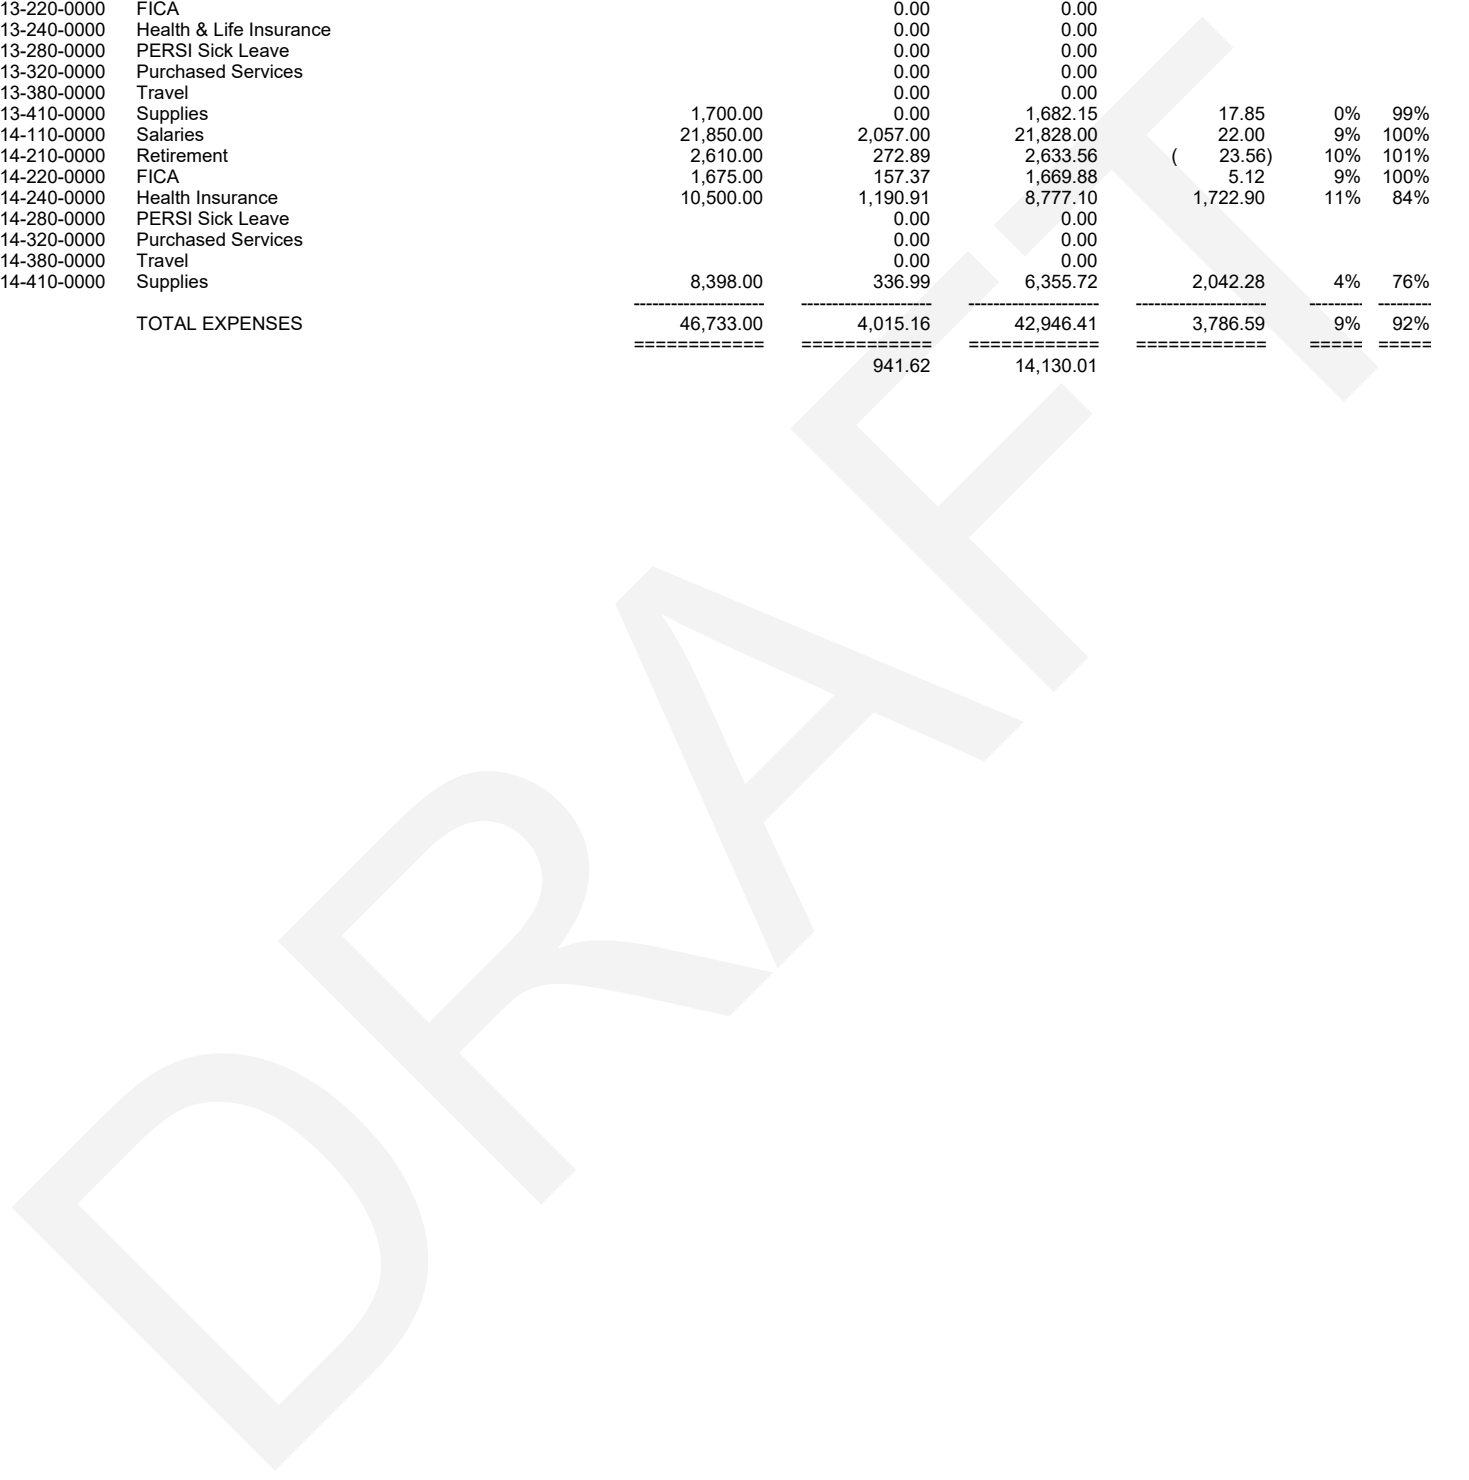 13-220-0000 FICA 0.00 0.00
13-240-0000 Health & Life Insurance 0.00 0.00
13-280-0000 PERSI Sick Leave 0.00 0.00
13-320-0000 Purchased Services 0.00 0.00
13-380-0000 Travel 0.00 0.00
13-410-0000 Supplies 1,700.00 0.00 1,682.15 17.85 0% 99%
14-110-0000 Salaries 21,850.00 2,057.00 21,828.00 22.00 9% 100%
14-210-0000 Retirement 2,610.00 272.89 2,633.56 ( 23.56) 10% 101%
14-220-0000 FICA 1,675.00 157.37 1,669.88 5.12 9% 100%
14-240-0000 Health Insurance 10,500.00 1,190.91 8,777.10 1,722.90 11% 84%
14-280-0000 PERSI Sick Leave 0.00 0.00
14-320-0000 Purchased Services 0.00 0.00
14-380-0000 Travel 0.00 0.00
14-410-0000 Supplies 8,398.00 336.99 6,355.72 2,042.28 4% 76%
--------------------- --------------------- --------------------- --------------------- -------- --------
TOTAL EXPENSES 46,733.00 4,015.16 42,946.41 3,786.59 9% 92%
============ ============ ============ ============ ===== =====
941.62 14,130.01
DRAFT